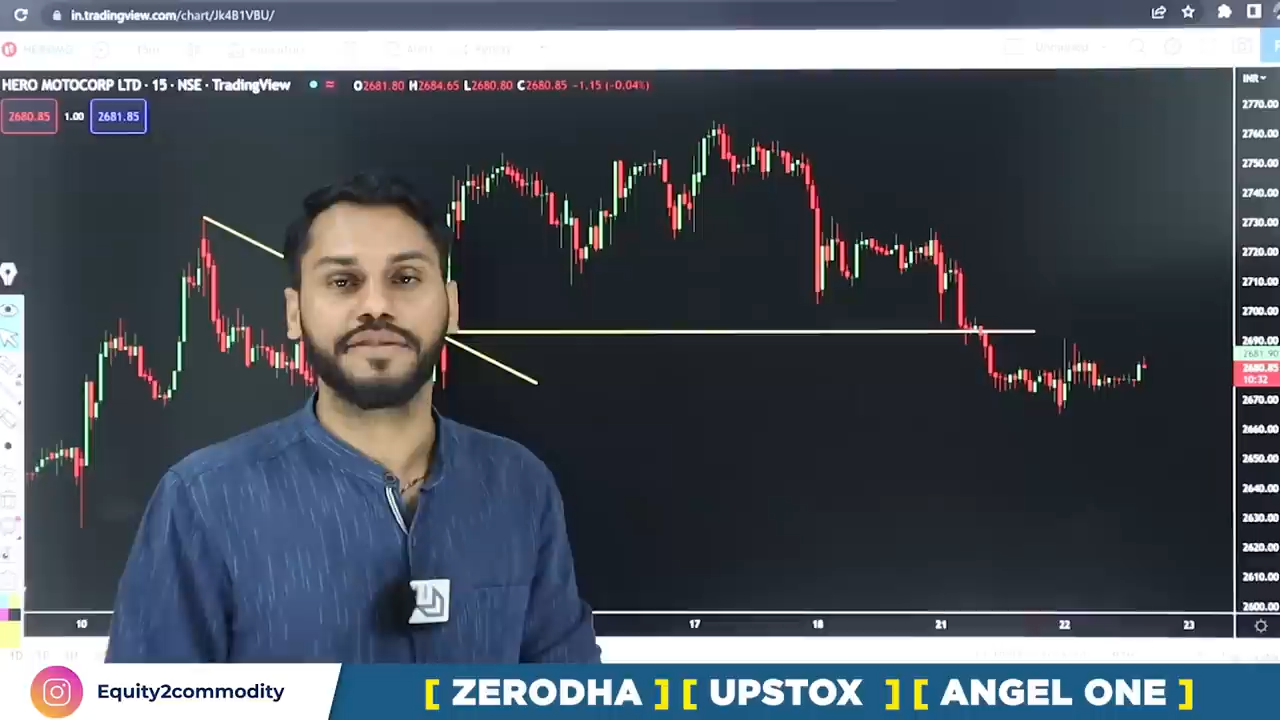 in.tradingview.com/chart/Jk4B1VBU/
HERO MOTOCORP LTD · 15 · NSE · TradingView
O2681.80 H2684.65 L2680.80 C2680.85 −1.15 (−0.04%)
INR
2680.85 1.00 2681.85
2770.00
2760.00
2750.00
2740.00
2730.00
2720.00
2710.00
2700.00
2690.00
2681.90
2680.85
10:32
2670.00
2660.00
2650.00
2640.00
2630.00
2620.00
2610.00
2600.00
10 17 18 21 22 23
Equity2commodity
[ ZERODHA ] [ UPSTOX ] [ ANGEL ONE ]